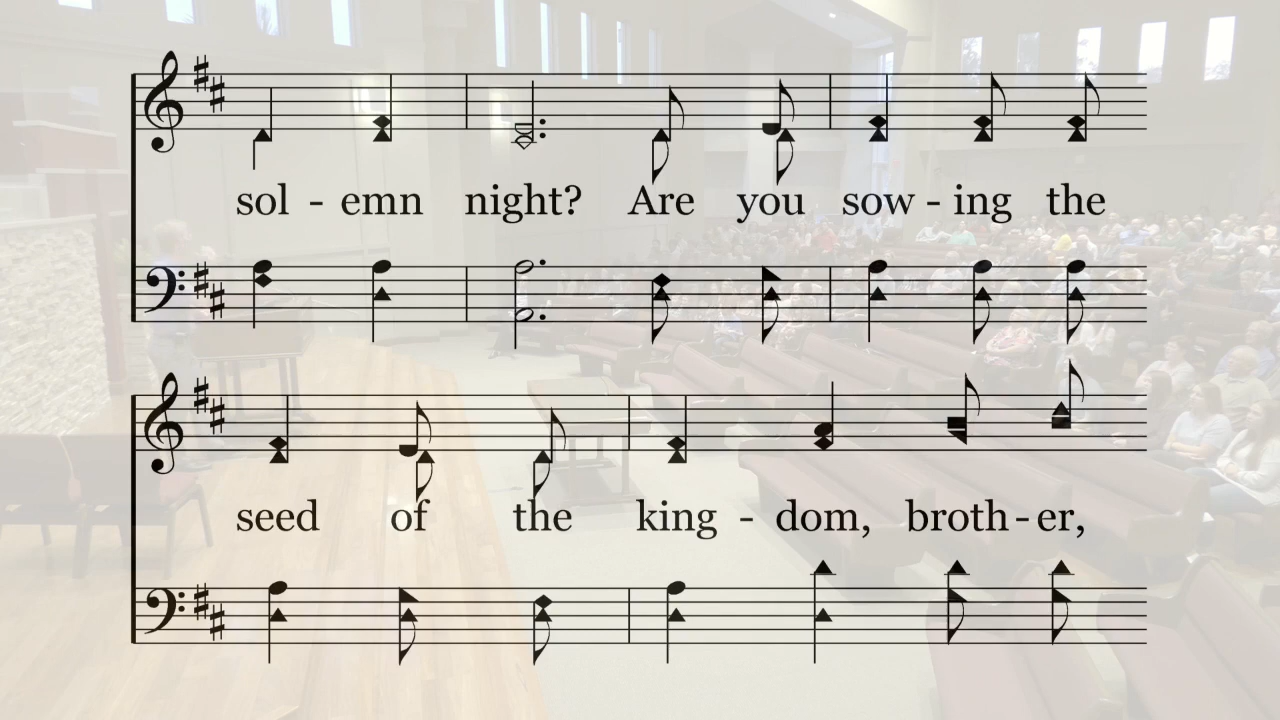 sol - emn night? Are you sow - ing the
seed of the king - dom, broth - er,